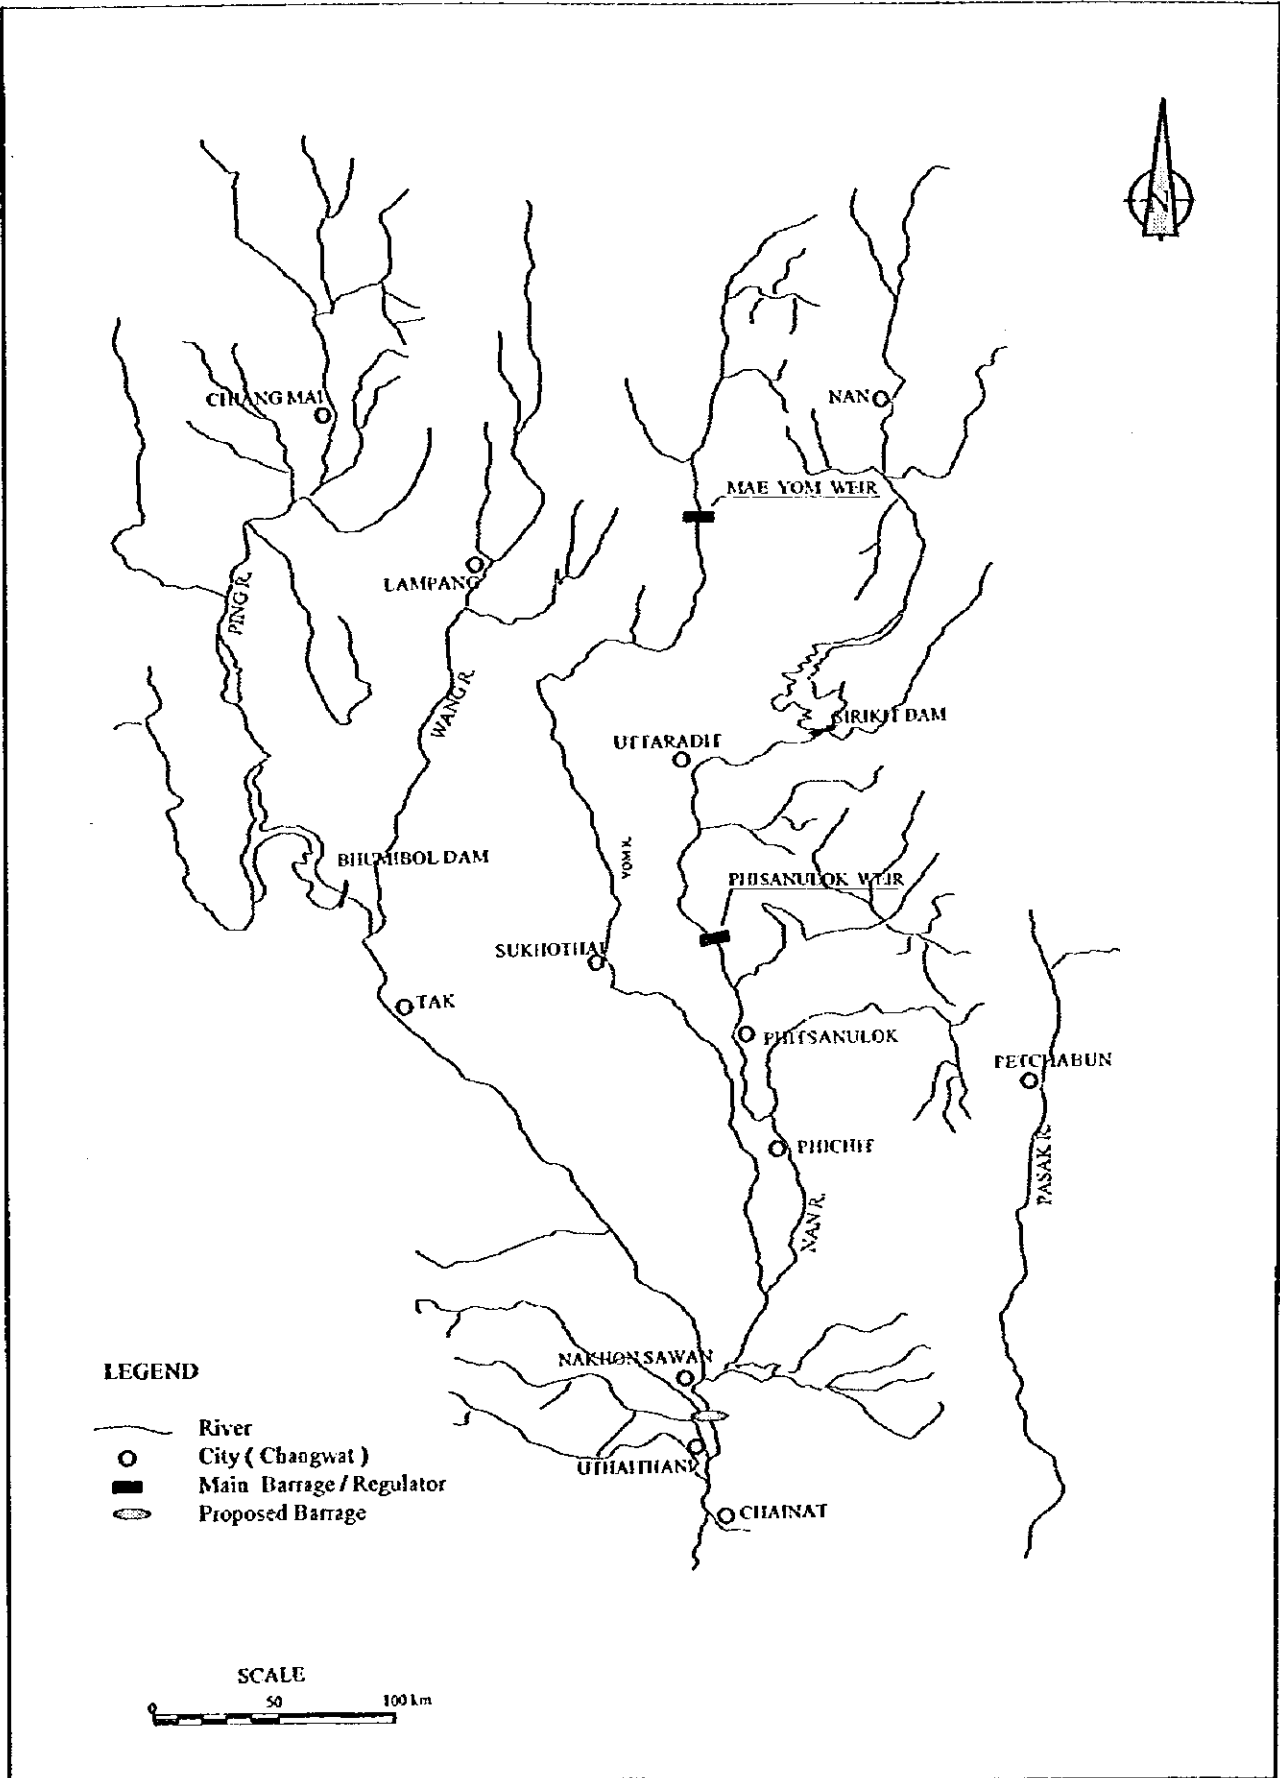 N
CHIANG MAI
NAN
MAE YOM WEIR
LAMPANG
PING R.
WANG R.
SIRIKIT DAM
UTTARADIT
YOM R.
BHUMIBOL DAM
PHISANULOK WEIR
SUKHOTHAI
TAK
PHITSANULOK
PETCHABUN
PHICHIT
PASAK R.
NAN R.
NAKHON SAWAN
LEGEND
River
City ( Changwat )
UTHAITHANI
Main Barrage / Regulator
Proposed Barrage
CHAINAT
SCALE
0 50 100 km